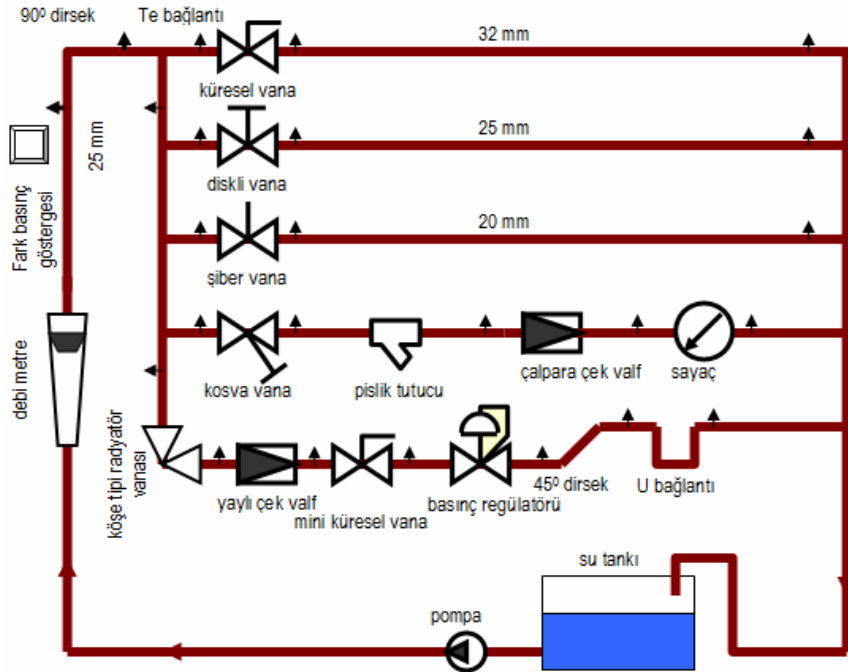 90⁰ dirsek
Te bağlantı
32 mm
küresel vana
25 mm
25 mm
diskli vana
Fark basınç
göstergesi
20 mm
şiber vana
debi metre
kosva vana
pislik tutucu
çalpara çek valf
sayaç
köşe tipi radyatör
vanası
yaylı çek valf
mini küresel vana
basınç regülatörü
45⁰ dirsek
U bağlantı
su tankı
pompa